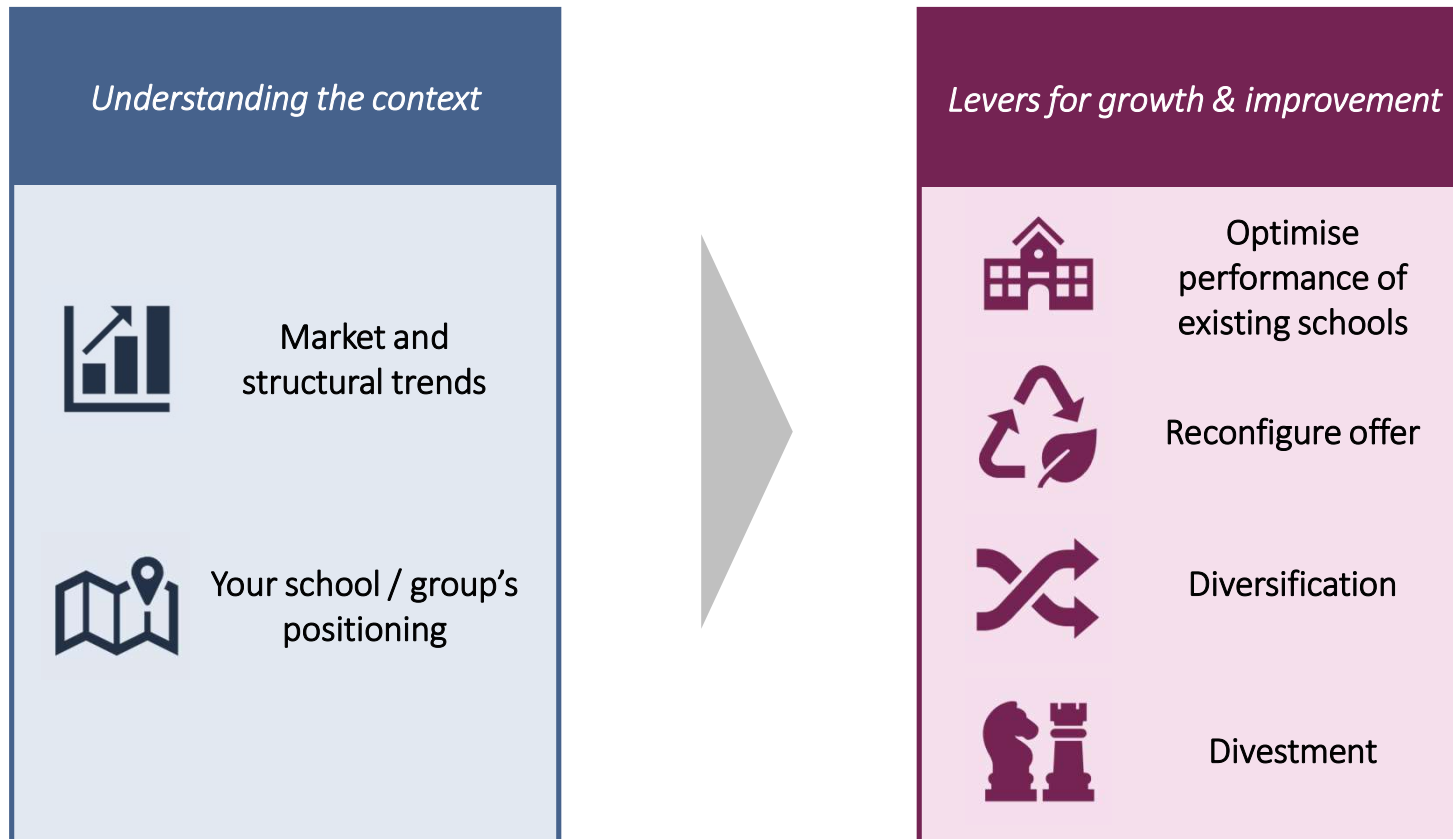 Understanding the context
Market and
structural trends
Your school / group’s
positioning
Levers for growth & improvement
Optimise
performance of
existing schools
Reconfigure offer
Diversification
Divestment